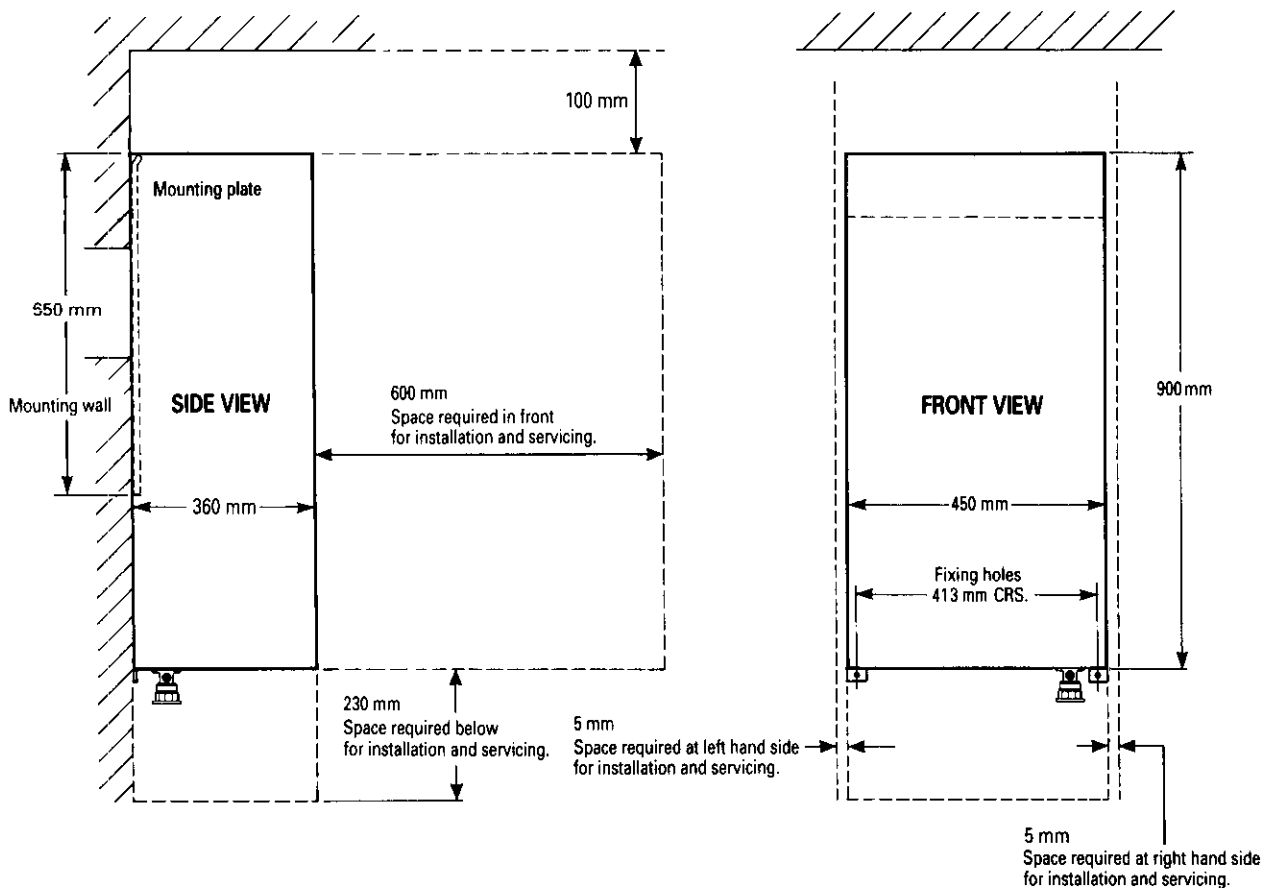 100 mm
Mounting plate
650 mm
Mounting wall
SIDE VIEW
600 mm
Space required in front
for installation and servicing.
360 mm
230 mm
Space required below
for installation and servicing.
FRONT VIEW
900 mm
450 mm
Fixing holes
413 mm CRS.
5 mm
Space required at left hand side
for installation and servicing.
5 mm
Space required at right hand side
for installation and servicing.